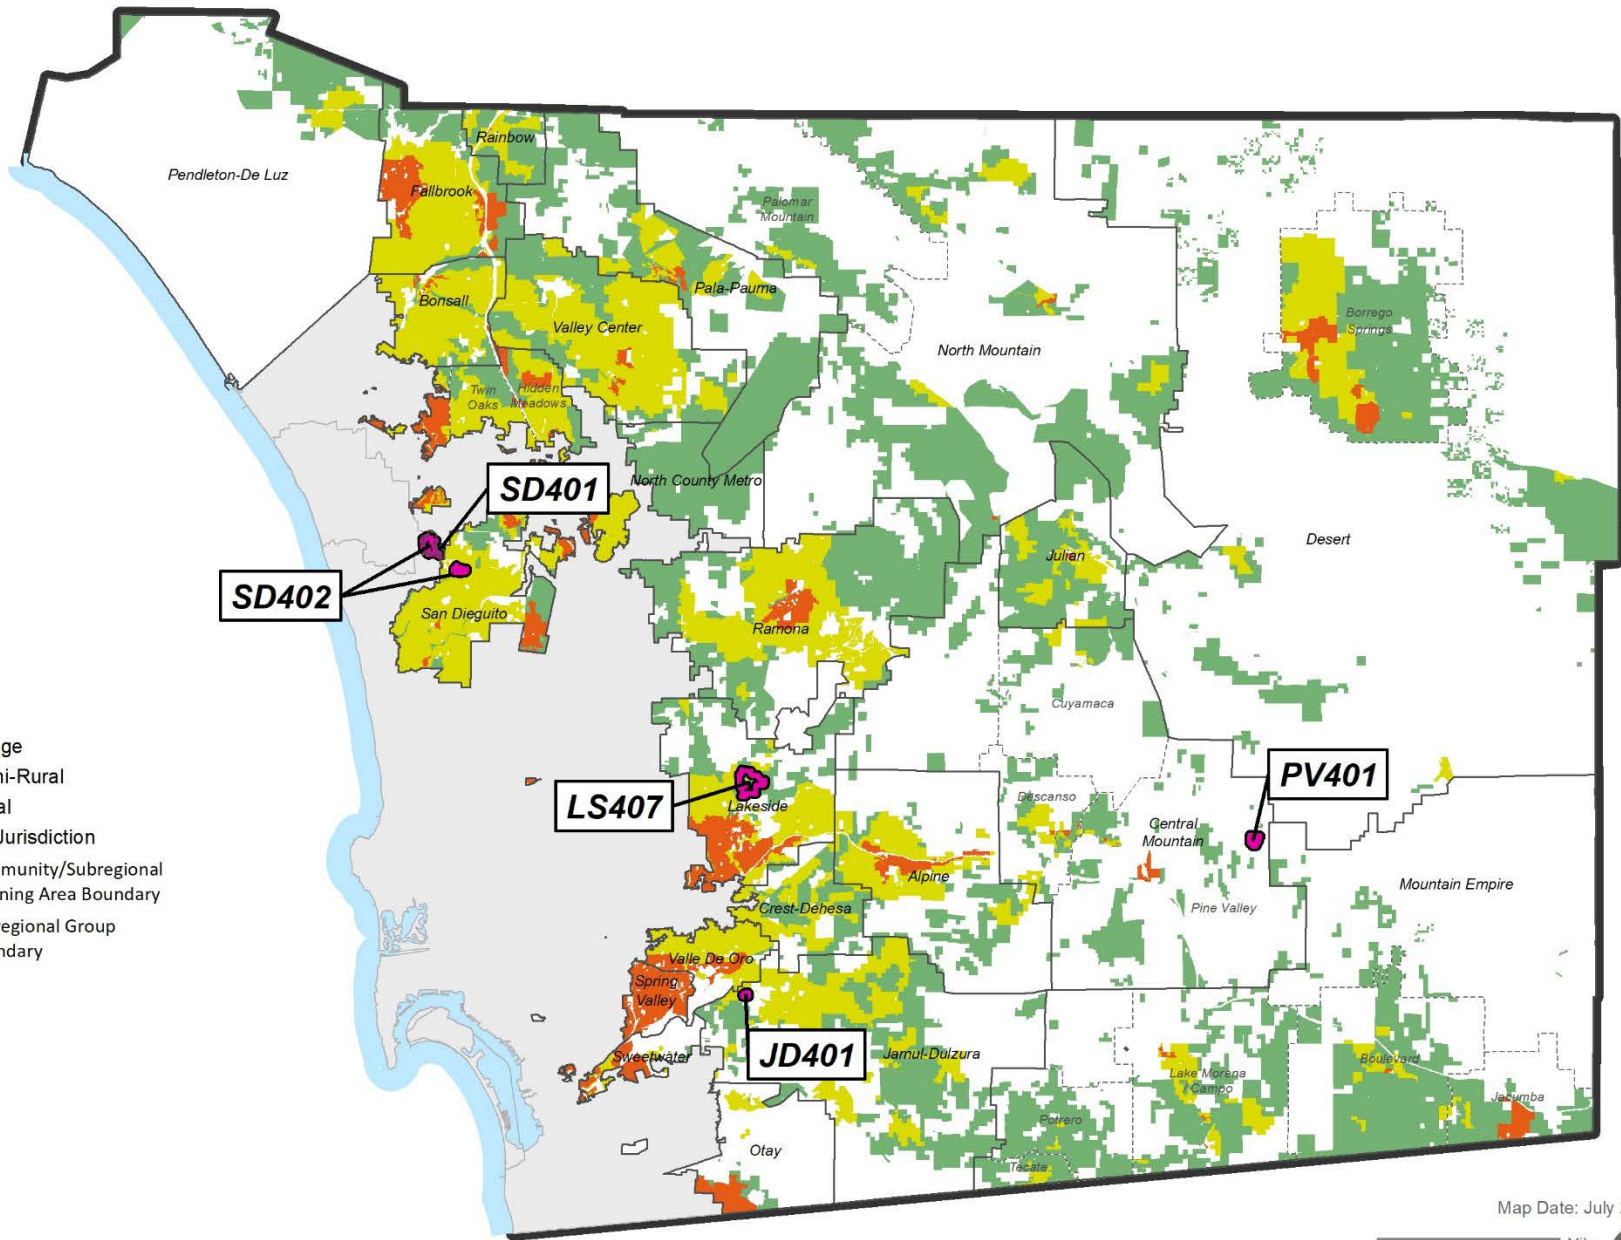 Pendleton-De Luz
Rainbow
Fallbrook
Palomar
Mountain
Bonsall
Pala-Pauma
Valley Center
Borrego
Springs
North Mountain
Twin
Oaks
Hidden
Meadows
SD401
North County Metro
Desert
Julian
SD402
San Dieguito
Ramona
Cuyamaca
ge
ni-Rural
al
Jurisdiction
munity/Subregional
ning Area Boundary
regional Group
ndary
PV401
LS407
Lakeside
Descanso
Central
Mountain
Alpine
Mountain Empire
Crest-Dehesa
Pine Valley
Valle De Oro
Spring
Valley
JD401
Sweetwater
Jamul-Dulzura
Lake Morena
/ Campo
Boulevard
Jacumba
Potrero
Otay
Tecate
Map Date: July